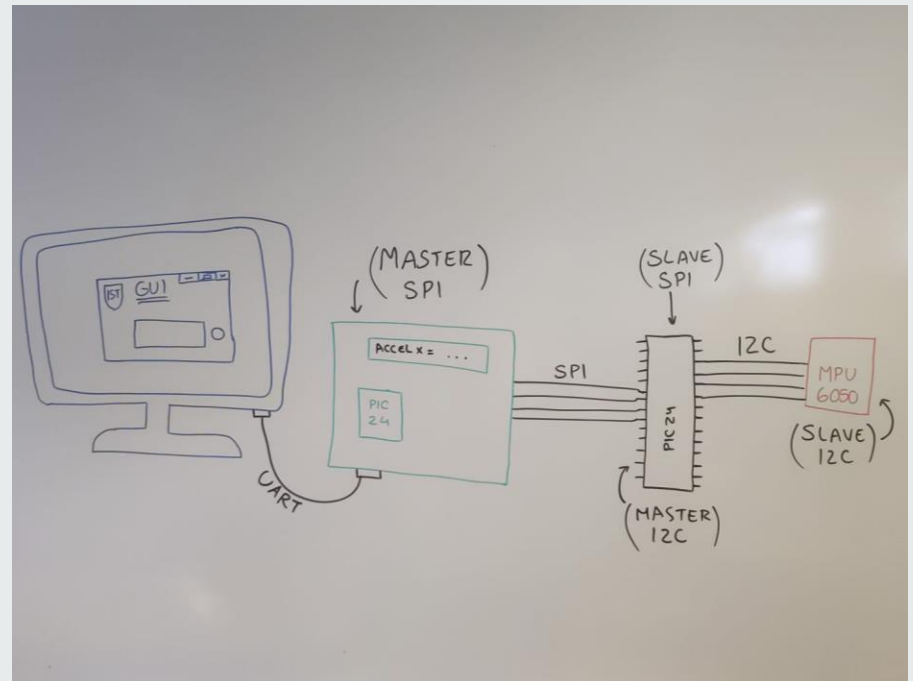 IST
GUI
(MASTER)
SPI
ACCEL X = ...
PIC
24
UART
SPI
(SLAVE)
SPI
PIC24
(MASTER)
I2C
I2C
MPU
6050
(SLAVE)
I2C